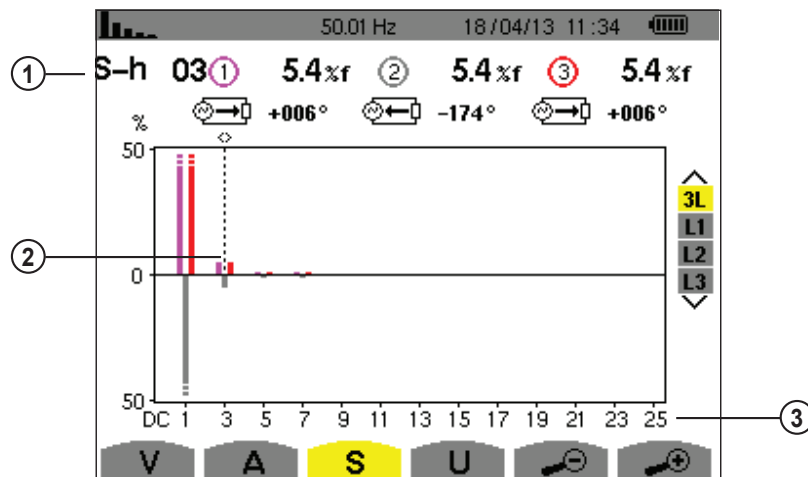 50.01 Hz 18/04/13 11:34
1 S-h 03 1 5.4 %f 2 5.4 %f 3 5.4 %f
+006° -174° +006°
%
50
3L
L1
2 L2
0 L3
50
DC 1 3 5 7 9 11 13 15 17 19 21 23 25 3
V A S U